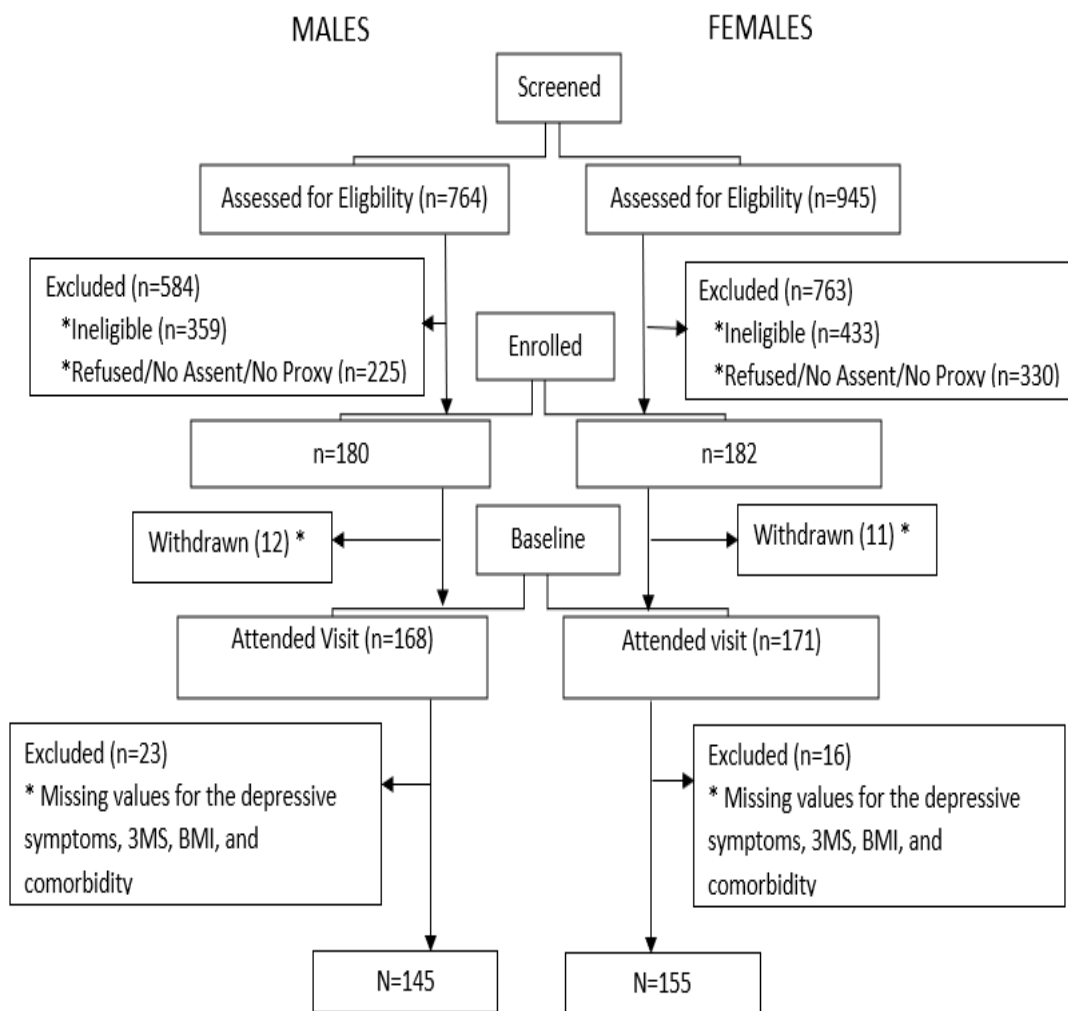 MALES
FEMALES
Screened
Assessed for Eligbility (n=764)
Assessed for Eligbility (n=945)
Excluded (n=584)
*Ineligible (n=359)
*Refused/No Assent/No Proxy (n=225)
Excluded (n=763)
*Ineligible (n=433)
*Refused/No Assent/No Proxy (n=330)
Enrolled
n=180
n=182
Withdrawn (12) *
Baseline
Withdrawn (11) *
Attended Visit (n=168)
Attended visit (n=171)
Excluded (n=23)
* Missing values for the depressive
symptoms, 3MS, BMI, and
comorbidity
Excluded (n=16)
* Missing values for the depressive
symptoms, 3MS, BMI, and
comorbidity
N=145
N=155